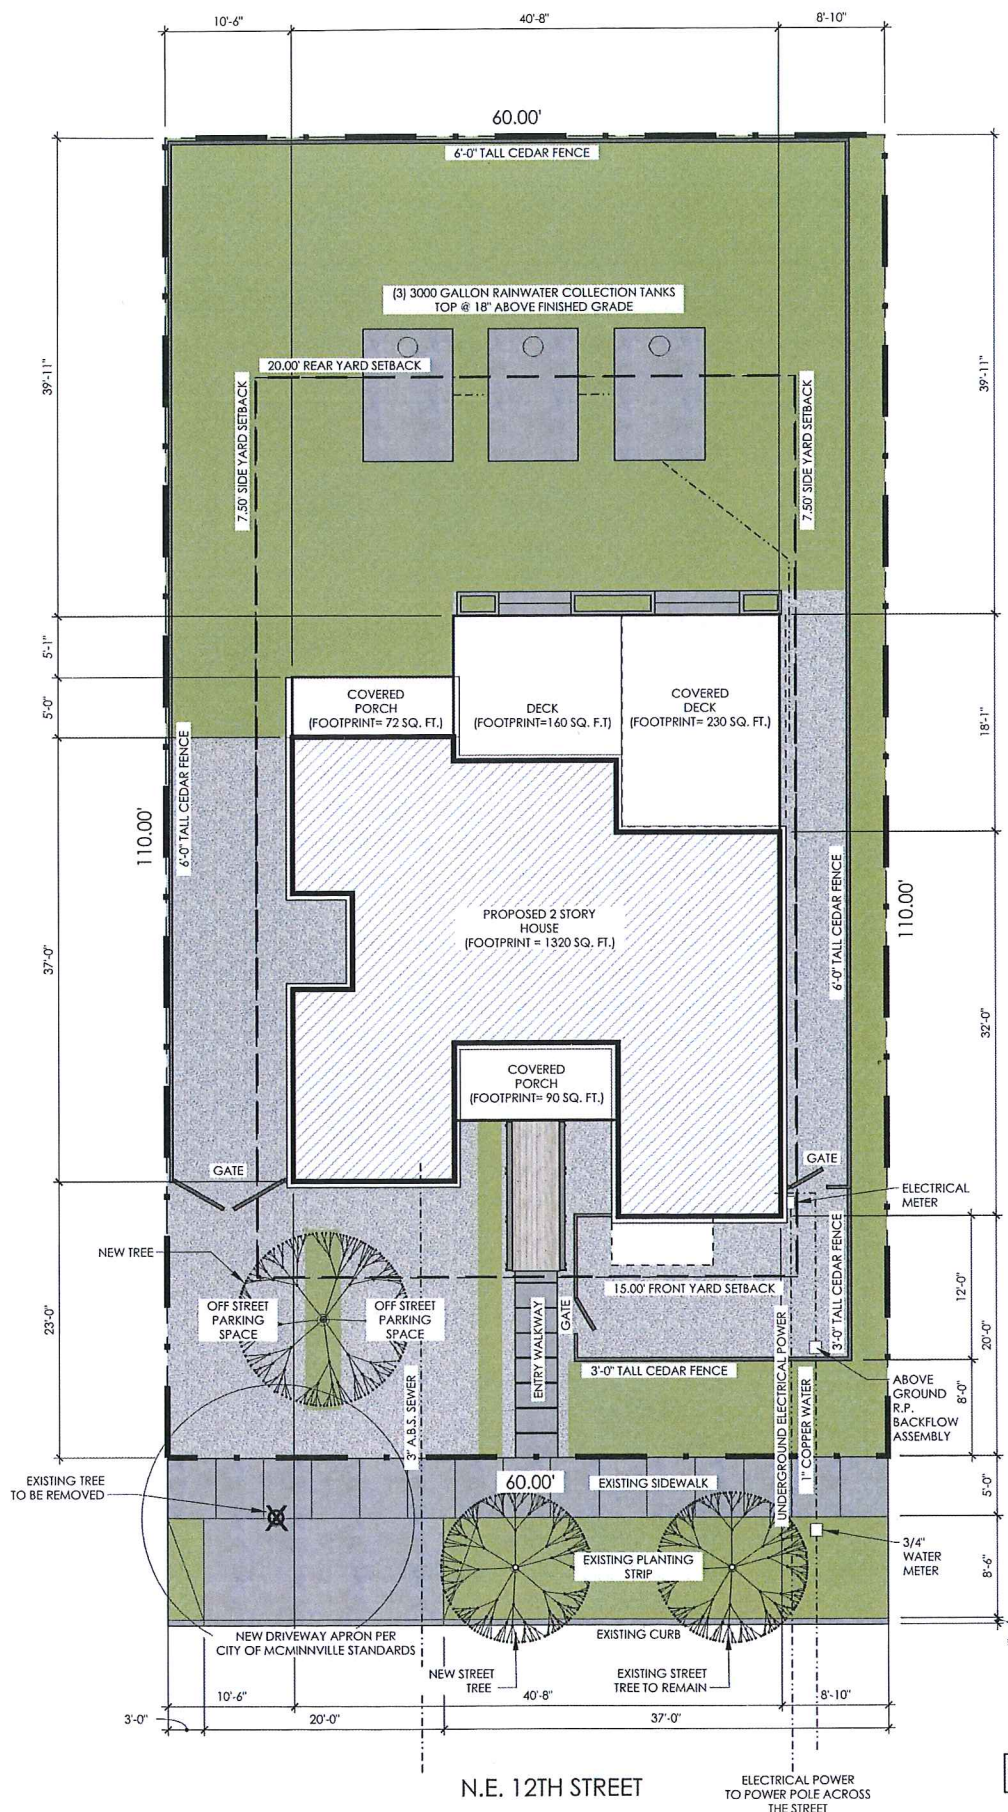 10'-6"
40'-8"
8'-10"
60.00'
6'-0" TALL CEDAR FENCE
(3) 3000 GALLON RAINWATER COLLECTION TANKS
TOP @ 18" ABOVE FINISHED GRADE
39'-11"
39'-11"
20.00' REAR YARD SETBACK
7.50' SIDE YARD SETBACK
7.50' SIDE YARD SETBACK
5'-1"
5'-0"
COVERED
PORCH
(FOOTPRINT= 72 SQ. FT.)
DECK
(FOOTPRINT=160 SQ. F.T)
COVERED
DECK
(FOOTPRINT= 230 SQ. FT.)
18'-1"
6'-0" TALL CEDAR FENCE
110.00'
37'-0"
PROPOSED 2 STORY
HOUSE
(FOOTPRINT = 1320 SQ. FT.)
6'-0" TALL CEDAR FENCE
110.00'
32'-0"
COVERED
PORCH
(FOOTPRINT= 90 SQ. FT.)
GATE
GATE
ELECTRICAL
METER
NEW TREE
3'-0" TALL CEDAR FENCE
12'-0"
20'-0"
15.00' FRONT YARD SETBACK
OFF STREET
PARKING
SPACE
OFF STREET
PARKING
SPACE
23'-0"
GATE
ENTRY WALKWAY
3'-0" TALL CEDAR FENCE
UNDERGROUND ELECTRICAL POWER
1" COPPER WATER
3" A.B.S. SEWER
ABOVE
GROUND
R.P.
BACKFLOW
ASSEMBLY
8'-0"
60.00'
EXISTING SIDEWALK
5'-0"
EXISTING TREE
TO BE REMOVED
EXISTING PLANTING
STRIP
3/4"
WATER
METER
8'-6"
NEW DRIVEWAY APRON PER
CITY OF MCMINNVILLE STANDARDS
EXISTING CURB
NEW STREET
TREE
EXISTING STREET
TREE TO REMAIN
10'-6"
40'-8"
8'-10"
3'-0"
20'-0"
37'-0"
N.E. 12TH STREET
ELECTRICAL POWER
TO POWER POLE ACROSS
THE STREET